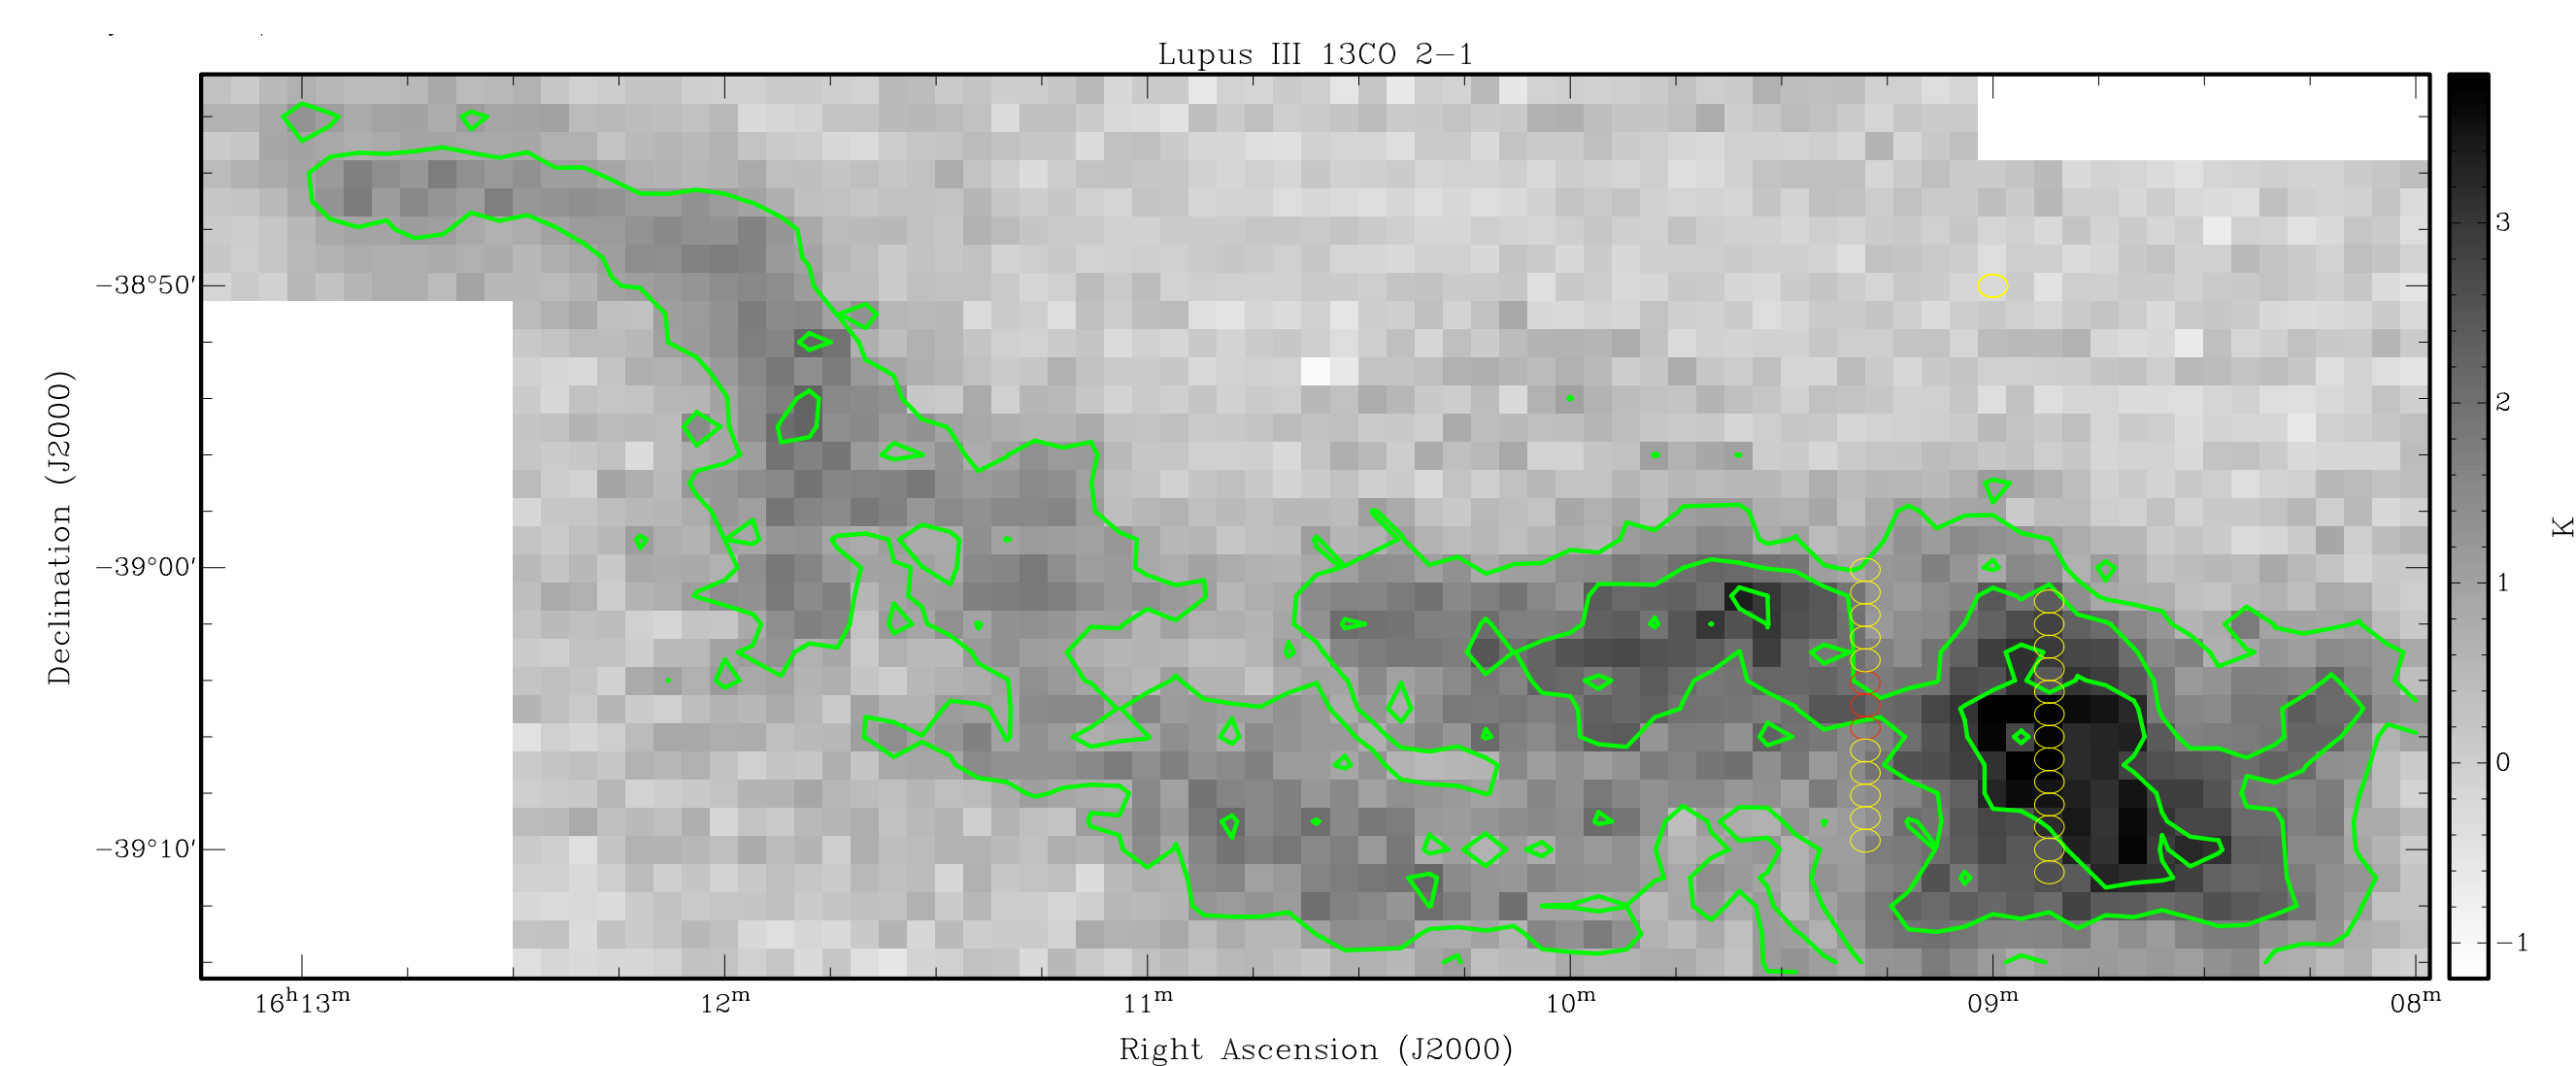 Lupus III 13CO 2−1
Declination (J2000)
−38°50′
−39°00′
−39°10′
16ʰ13ᵐ 12ᵐ 11ᵐ 10ᵐ 09ᵐ 08ᵐ
Right Ascension (J2000)
3
2
1
0
−1
K